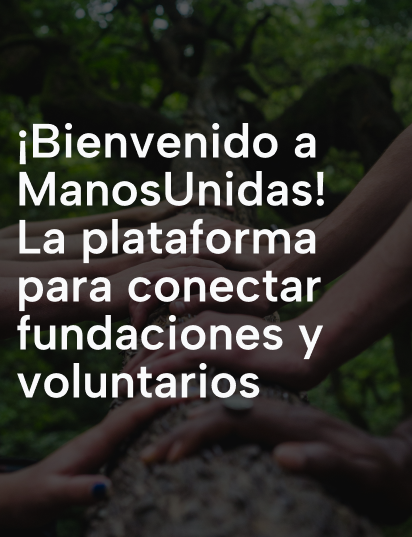 ¡Bienvenido a
ManosUnidas!
La plataforma
para conectar
fundaciones y
voluntarios